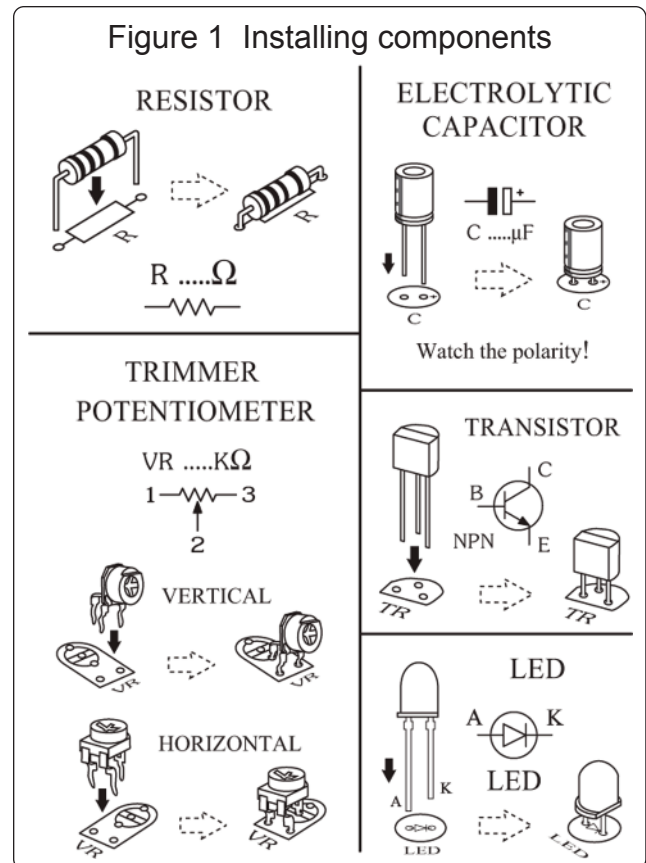 Figure 1 Installing components
RESISTOR
R
R
R .....Ω
ELECTROLYTIC
CAPACITOR
+
C .....μF
+
C
+
C
Watch the polarity!
TRIMMER
POTENTIOMETER
VR .....KΩ
1
3
2
VERTICAL
VR
VR
HORIZONTAL
VR
VR
TRANSISTOR
C
B
NPN
E
TR
TR
LED
A
K
LED
A
K
LED
LED